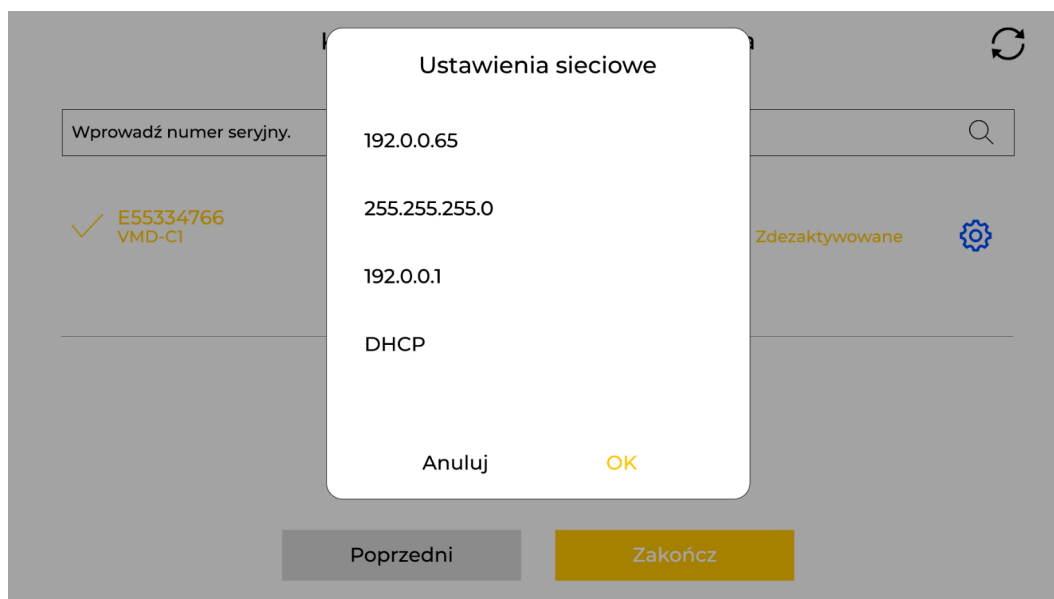 Ustawienia sieciowe
Wprowadź numer seryjny.
192.0.0.65
255.255.255.0
E55334766
VMD-C1
Zdezaktywowane
192.0.0.1
DHCP
Anuluj
OK
Poprzedni
Zakończ